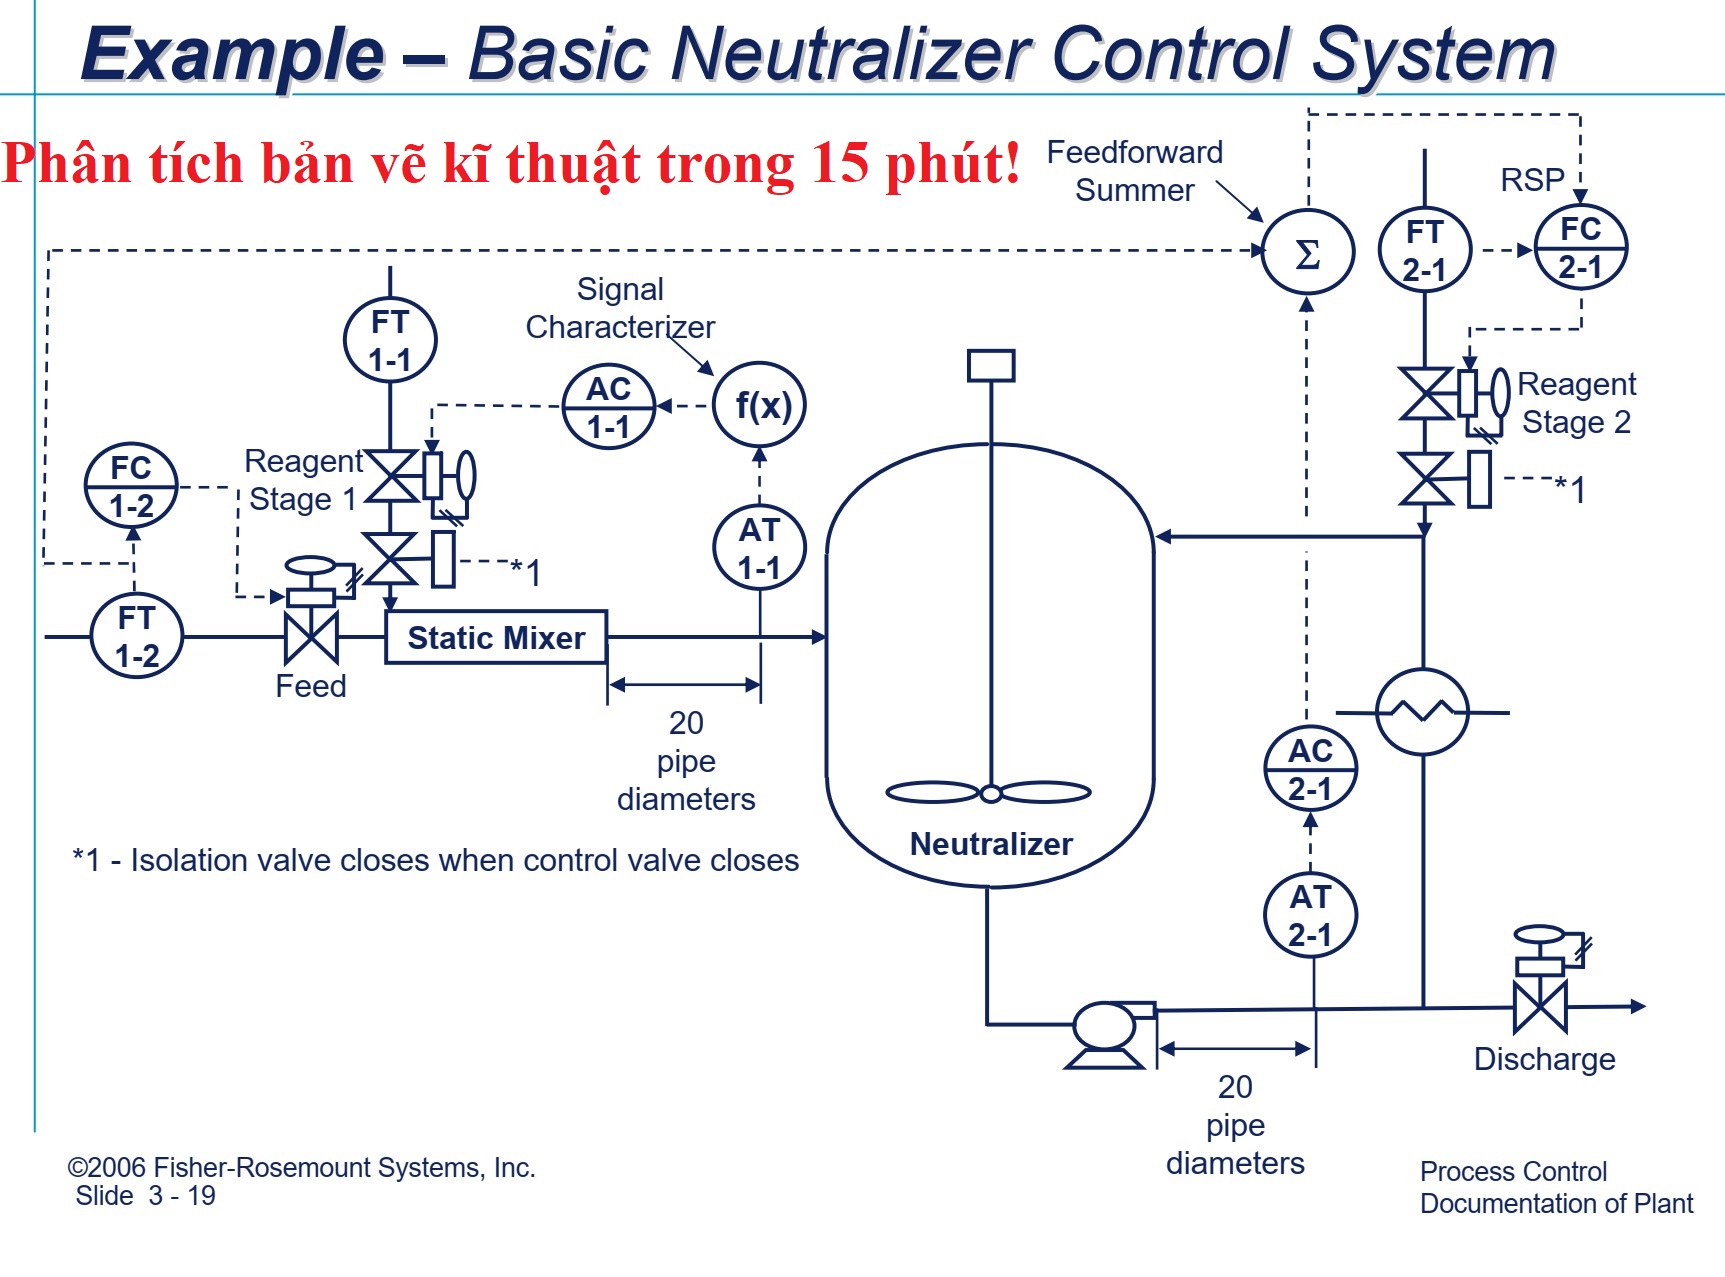 Example – Basic Neutralizer Control System
Phân tích bản vẽ kĩ thuật trong 15 phút!
Feedforward
Summer
RSP
Σ
FT
2-1
FC
2-1
Signal
Characterizer
FT
1-1
AC
1-1
f(x)
Reagent
Stage 2
FC
1-2
Reagent
Stage 1
*1
AT
1-1
*1
FT
1-2
Static Mixer
Feed
20
pipe
diameters
AC
2-1
Neutralizer
*1 - Isolation valve closes when control valve closes
AT
2-1
Discharge
20
pipe
diameters
©2006 Fisher-Rosemount Systems, Inc.
Slide 3 - 19
Process Control
Documentation of Plant